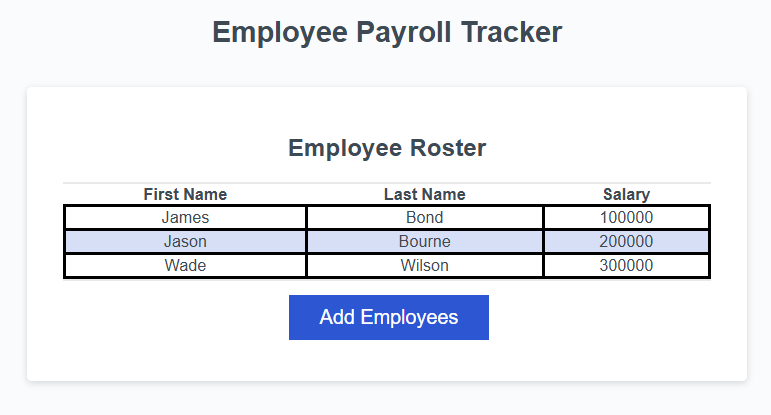 Employee Payroll Tracker
Employee Roster
First Name Last Name Salary
James Bond 100000
Jason Bourne 200000
Wade Wilson 300000
Add Employees